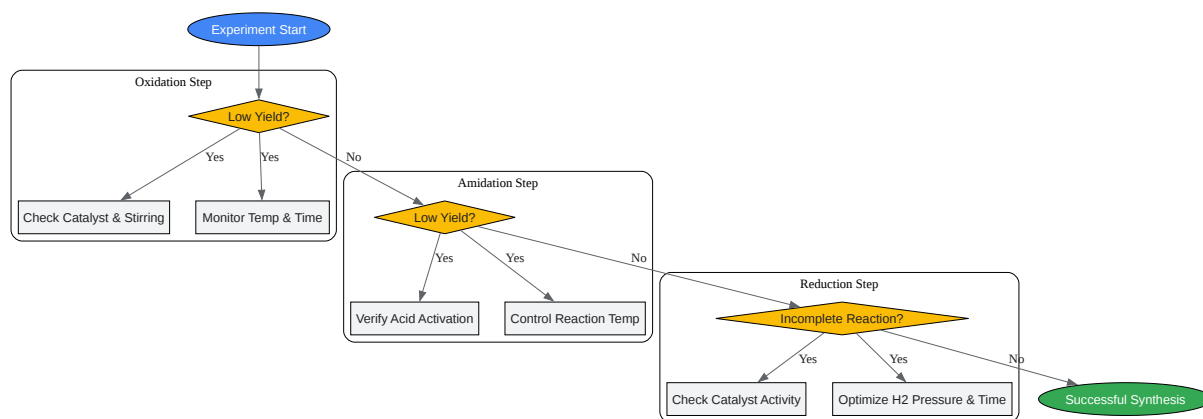 Experiment Start
Oxidation Step
Low Yield?
Yes
Yes
No
Check Catalyst & Stirring
Monitor Temp & Time
Amidation Step
Low Yield?
Yes
Yes
No
Verify Acid Activation
Control Reaction Temp
Reduction Step
Incomplete Reaction?
Yes
Yes
No
Check Catalyst Activity
Optimize H2 Pressure & Time
Successful Synthesis